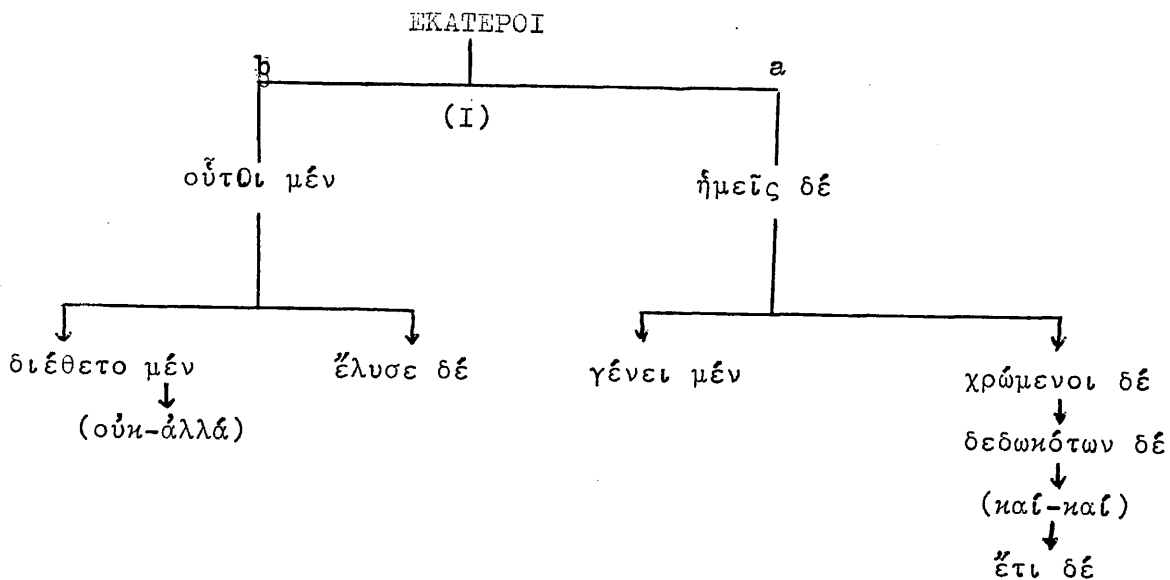 ΕΚΑΤΕΡΟΙ
b a
(I)
οὗτΟι μέν ἡμεῖς δέ
διέθετο μέν ἔλυσε δέ γένει μέν χρώμενοι δέ
(οὐκ-ἀλλά) δεδωκότων δέ
(καί-καί)
ἔτι δέ